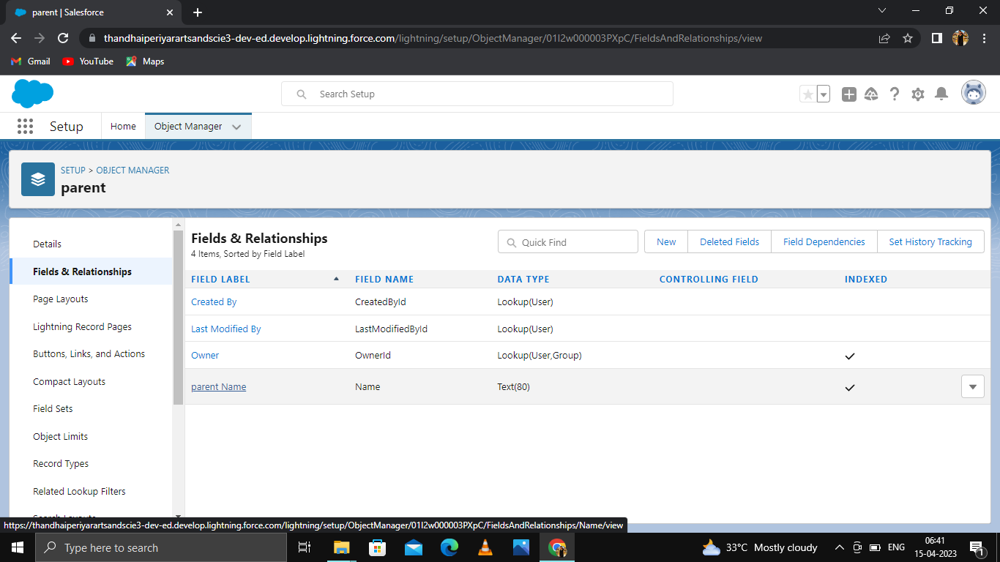 parent | Salesforce
thandhaiperiyarartsandscie3-dev-ed.develop.lightning.force.com/lightning/setup/ObjectManager/01I2w000003PXpC/FieldsAndRelationships/view
Gmail YouTube Maps
Search Setup
Setup Home Object Manager
SETUP > OBJECT MANAGER
parent
Details
Fields & Relationships
Page Layouts
Lightning Record Pages
Buttons, Links, and Actions
Compact Layouts
Field Sets
Object Limits
Record Types
Related Lookup Filters
Fields & Relationships
4 Items, Sorted by Field Label
Quick Find New Deleted Fields Field Dependencies Set History Tracking
FIELD LABEL FIELD NAME DATA TYPE CONTROLLING FIELD INDEXED
Created By CreatedById Lookup(User)
Last Modified By LastModifiedById Lookup(User)
Owner OwnerId Lookup(User,Group)
parent Name Name Text(80)
https://thandhaiperiyarartsandscie3-dev-ed.develop.lightning.force.com/lightning/setup/ObjectManager/01I2w000003PXpC/FieldsAndRelationships/Name/view
Type here to search
33°C Mostly cloudy
ENG
06:41
15-04-2023
1